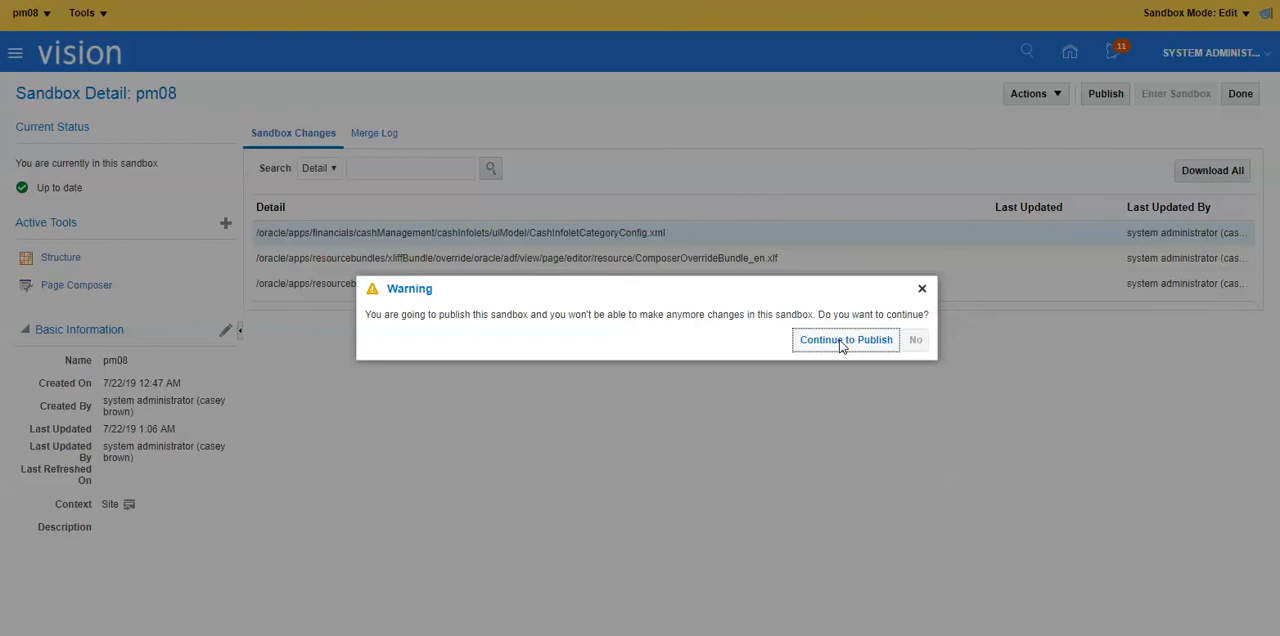 pm08 Tools Sandbox Mode: Edit
vision 11 SYSTEM ADMINIST...
Sandbox Detail: pm08 Actions Publish Enter Sandbox Done
Current Status
You are currently in this sandbox
Up to date
Active Tools
Structure
Page Composer
Basic Information
Name pm08
Created On 7/22/19 12:47 AM
Created By system administrator (casey
brown)
Last Updated 7/22/19 1:06 AM
Last Updated system administrator (casey
By brown)
Last Refreshed
On
Context Site
Description
Sandbox Changes Merge Log
Search Detail Download All
Detail Last Updated Last Updated By
/oracle/apps/financials/cashManagement/cashInfolets/uiModel/CashInfoletCategoryConfig.xml system administrator (cas...
/oracle/apps/resourcebundles/xliffBundle/override/oracle/adf/view/page/editor/resource/ComposerOverrideBundle_en.xlf system administrator (cas...
/oracle/apps/resourceb system administrator (cas...
Warning
You are going to publish this sandbox and you won't be able to make anymore changes in this sandbox. Do you want to continue?
Continue to Publish No